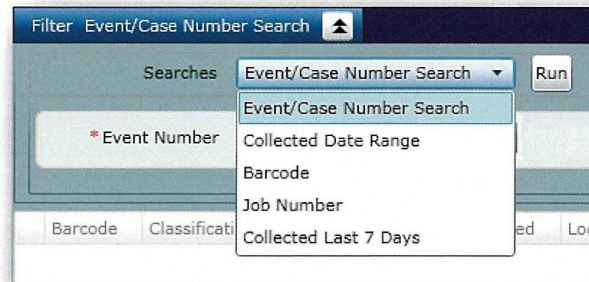 Filter Event/Case Number Search
Searches Event/Case Number Search Run
Event/Case Number Search
*Event Number
Collected Date Range
Barcode
Job Number
Barcode
Collected Last 7 Days